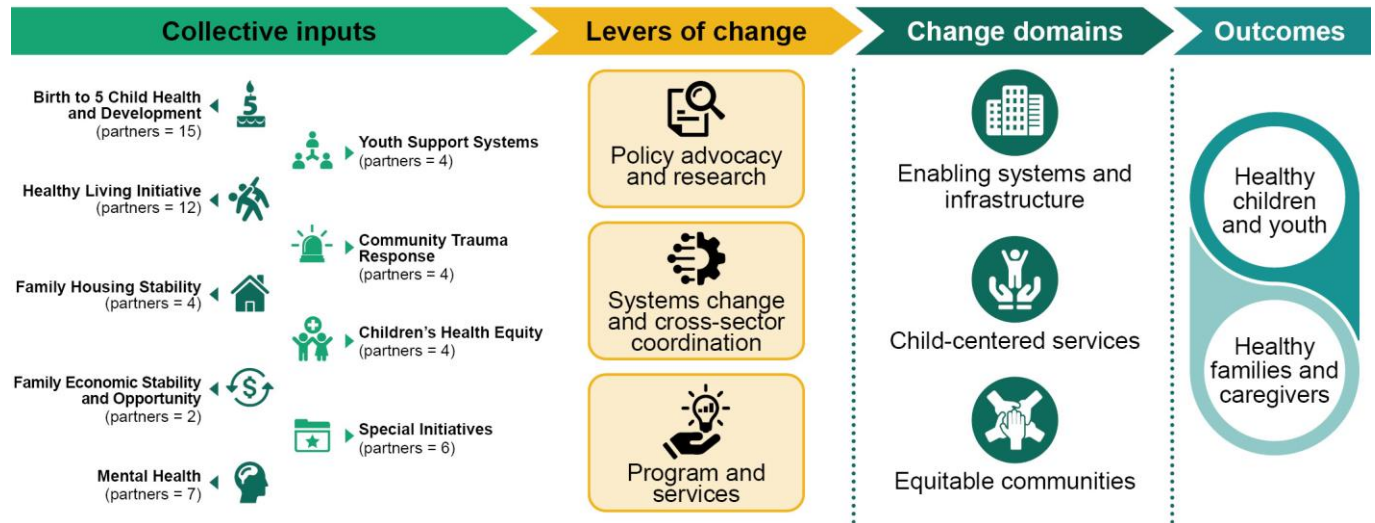 Collective inputs
Levers of change
Change domains
Outcomes
Birth to 5 Child Health
and Development
(partners = 15)
5
Youth Support Systems
(partners = 4)
Healthy Living Initiative
(partners = 12)
Community Trauma
Response
(partners = 4)
Family Housing Stability
(partners = 4)
Children's Health Equity
(partners = 4)
Family Economic Stability
and Opportunity
(partners = 2)
$
Special Initiatives
(partners = 6)
Mental Health
(partners = 7)
Policy advocacy
and research
Systems change
and cross-sector
coordination
Program and
services
Enabling systems and
infrastructure
Child-centered services
Equitable communities
Healthy
children
and youth
Healthy
families and
caregivers